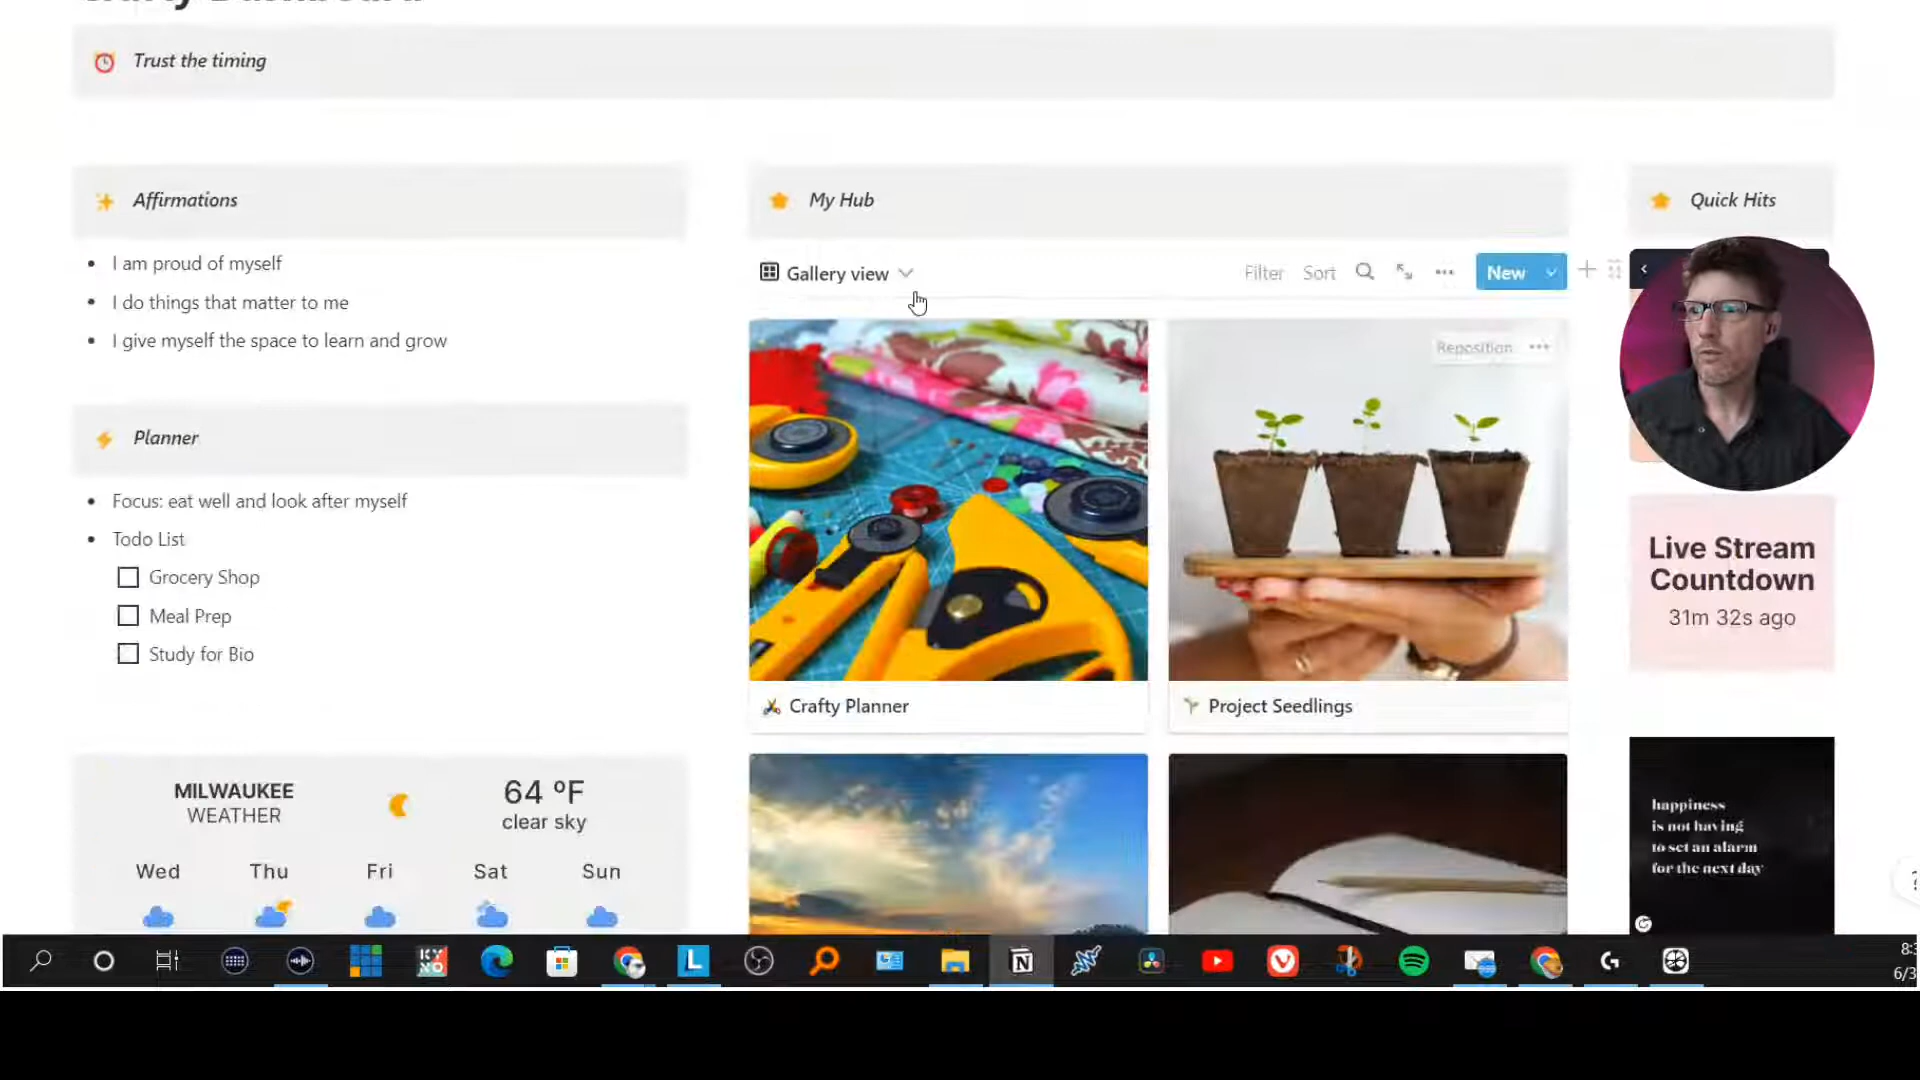 Trust the timing
Affirmations
I am proud of myself
I do things that matter to me
I give myself the space to learn and grow
Planner
Focus: eat well and look after myself
Todo List
Grocery Shop
Meal Prep
Study for Bio
MILWAUKEE
WEATHER
64 °F
clear sky
Wed Thu Fri Sat Sun
My Hub
Gallery view
Filter Sort New
Reposition
Crafty Planner
Project Seedlings
Quick Hits
Live Stream
Countdown
31m 32s ago
happiness
is not having
to set an alarm
for the next day